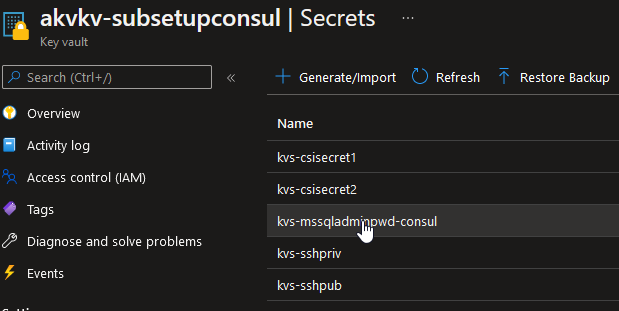 akvkv-subsetupconsul | Secrets ...
Key vault
Search (Ctrl+/) «
Generate/Import Refresh Restore Backup
Overview
Activity log
Access control (IAM)
Tags
Diagnose and solve problems
Events
Name
kvs-csisecret1
kvs-csisecret2
kvs-mssqladminpwd-consul
kvs-sshpriv
kvs-sshpub